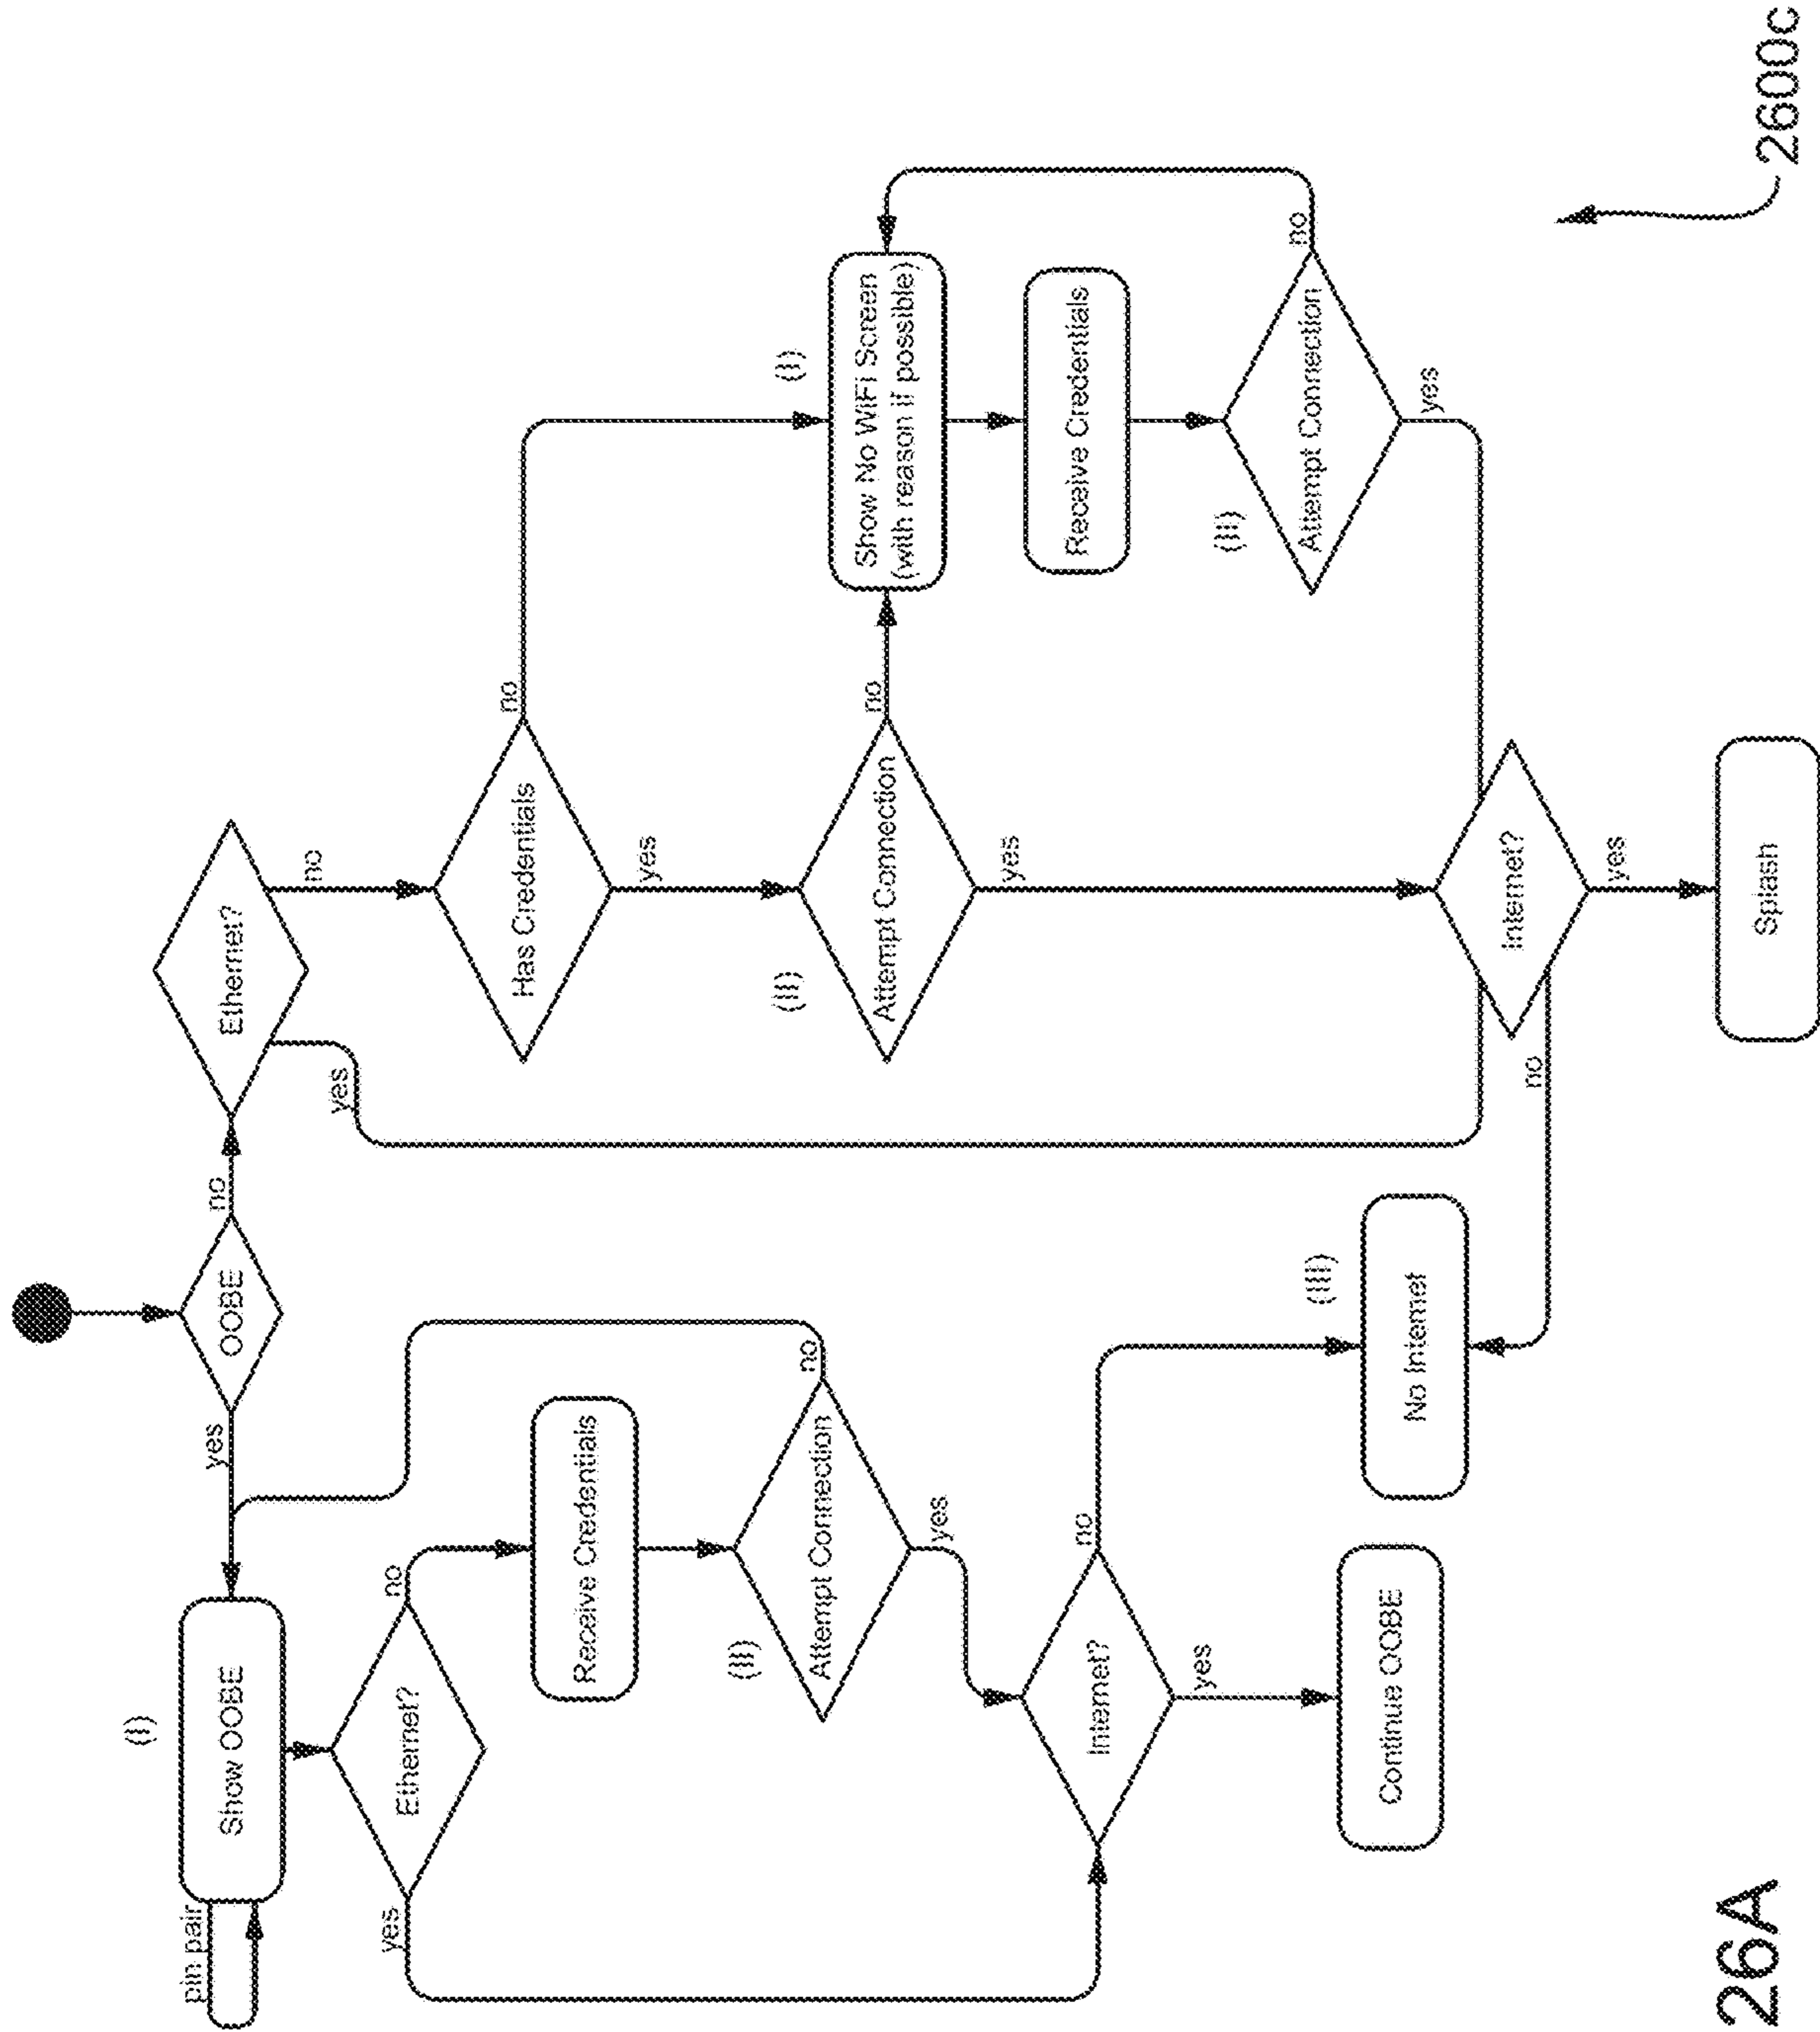 (I)
pin pair
Show OOBE
yes
OOBE
no
Ethernet?
no
yes
yes
Ethernet?
no
no
Has Credentials
Receive Credentials
yes
(II)
(II)
(I)
Attempt Connection
no
Attempt Connection
no
Show No WiFi Screen
(with reason if possible)
yes
yes
Receive Credentials
Internet?
no
yes
(II)
no
Attempt Connection
(III)
Continue OOBE
No Internet
yes
Internet?
no
yes
Splash
26A
2600c